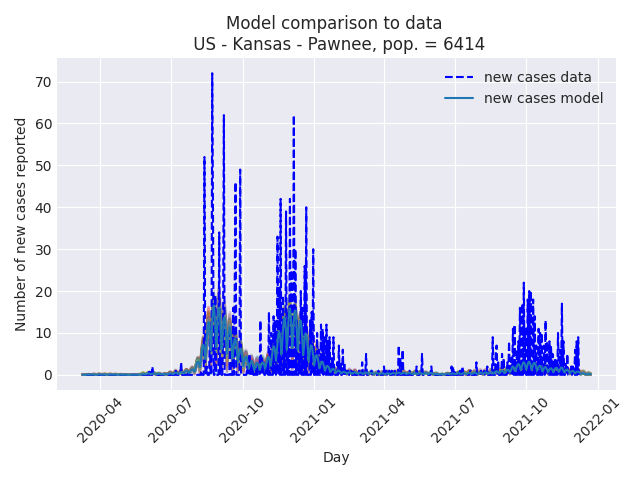 Model comparison to data
US - Kansas - Pawnee, pop. = 6414
new cases data
new cases model
Number of new cases reported
70
60
50
40
30
20
10
0
2020-04
2020-07
2020-10
2021-01
2021-04
2021-07
2021-10
2022-01
Day